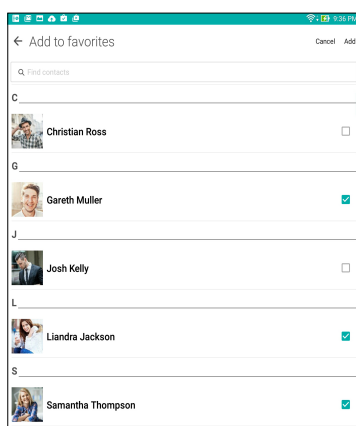 9:36 PM
Add to favorites
Cancel Add
Find contacts
C
Christian Ross
G
Gareth Muller
J
Josh Kelly
L
Liandra Jackson
S
Samantha Thompson